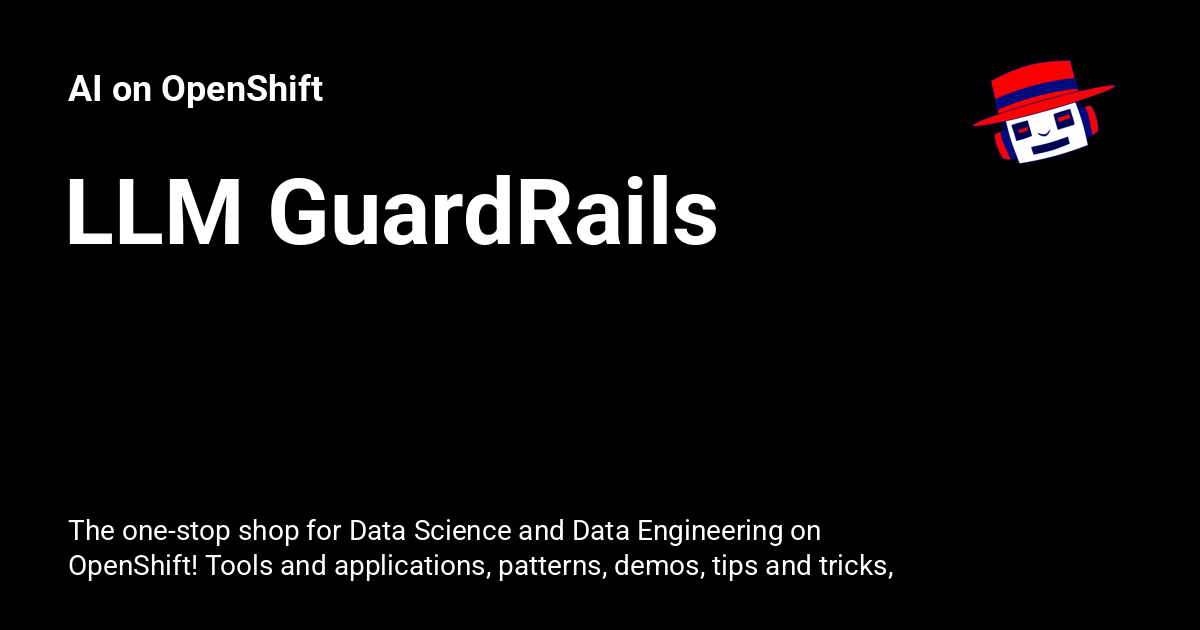 AI on OpenShift
LLM GuardRails
The one-stop shop for Data Science and Data Engineering on
OpenShift! Tools and applications, patterns, demos, tips and tricks,